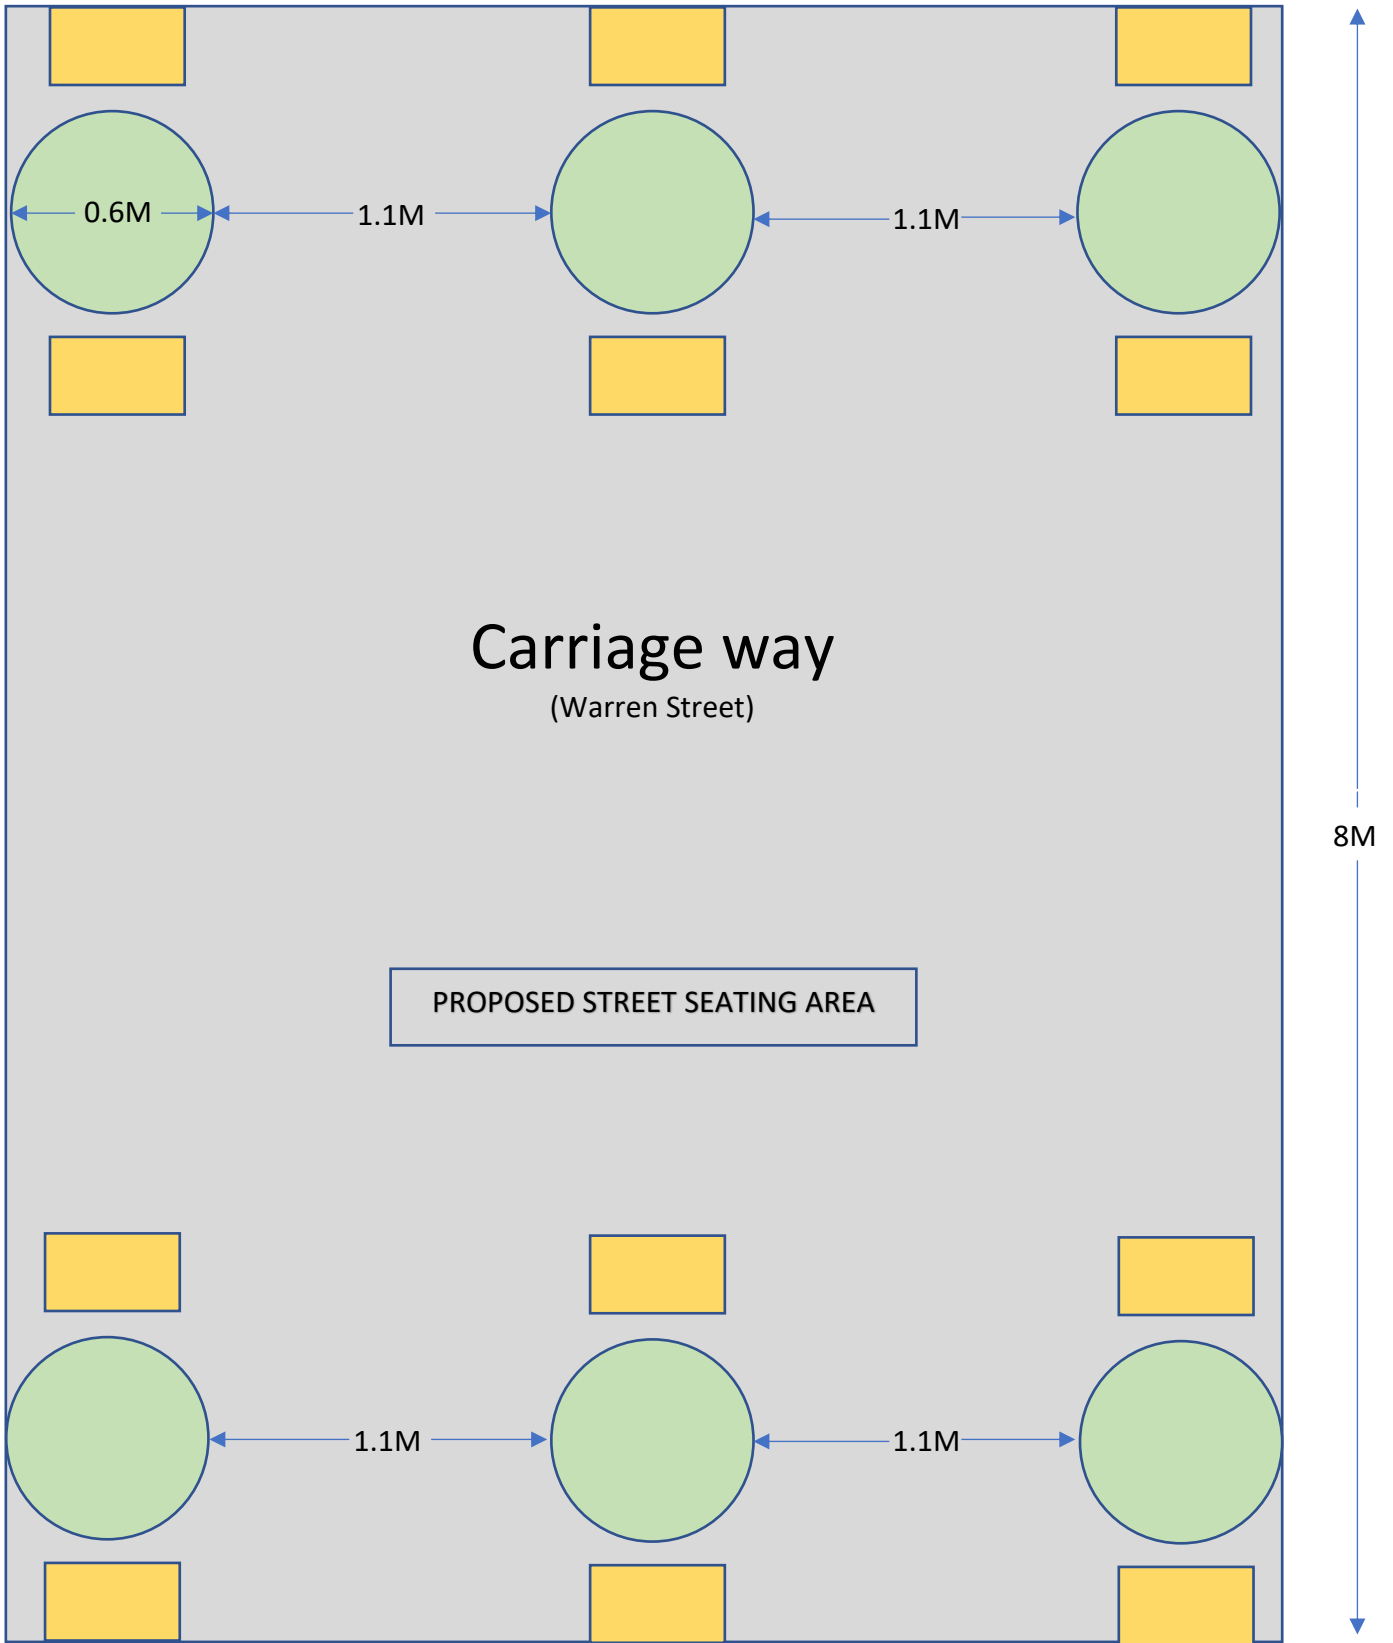 0.6M
1.1M
1.1M
Carriage way
(Warren Street)
8M
PROPOSED STREET SEATING AREA
1.1M
1.1M